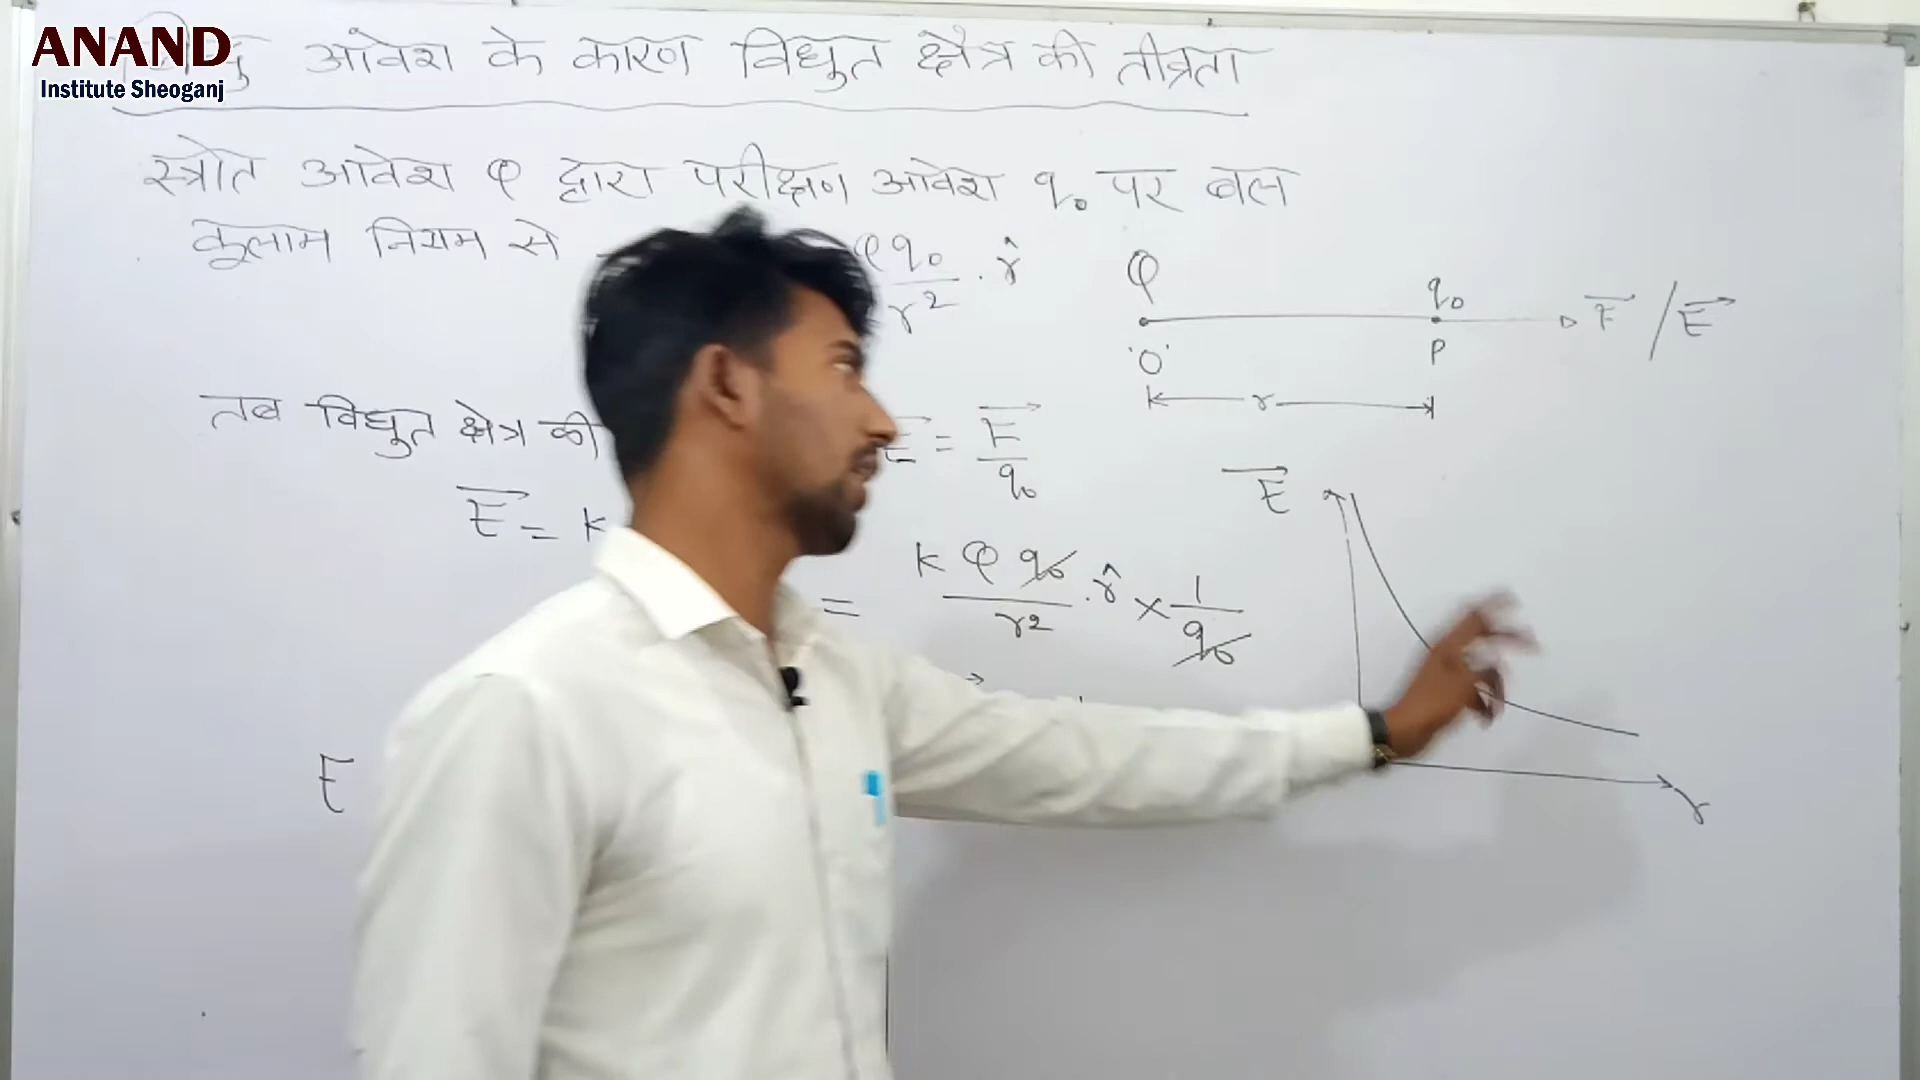 ANAND
Institute Sheoganj
आवेश के कारण विद्युत क्षेत्र की तीव्रता
स्त्रोत आवेश Q द्वारा परीक्षण आवेश q₀ पर बल
कूलाम नियम से Qq₀/r² . r̂
Q q₀ F⃗ / E⃗
'O' P
r
तब विद्युत क्षेत्र की E⃗ = F⃗/q₀
E⃗ = K
= K Q q₀/r² . r̂ × 1/q₀
E⃗
E
r